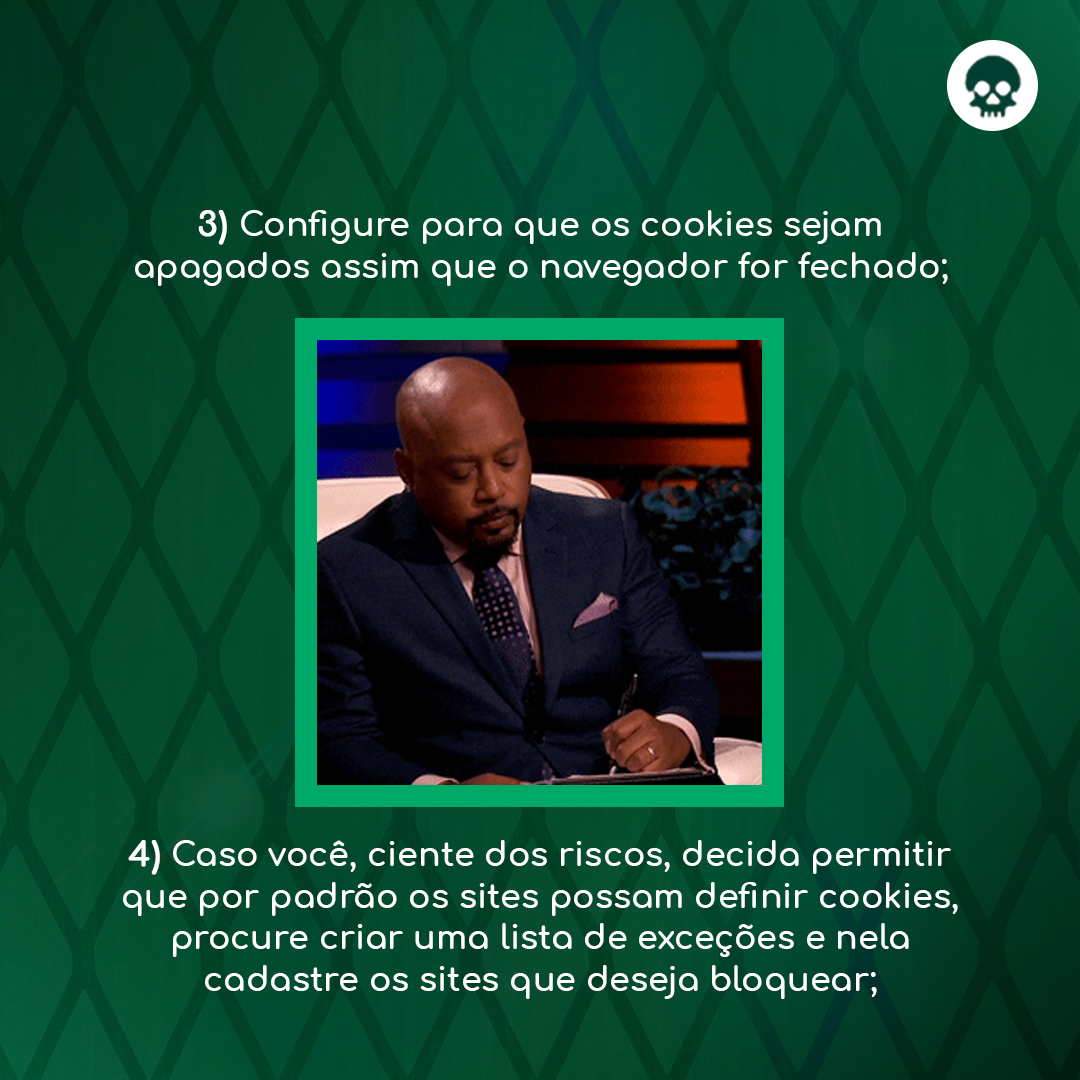 3) Configure para que os cookies sejam
apagados assim que o navegador for fechado;
4) Caso você, ciente dos riscos, decida permitir
que por padrão os sites possam definir cookies,
procure criar uma lista de exceções e nela
cadastre os sites que deseja bloquear;